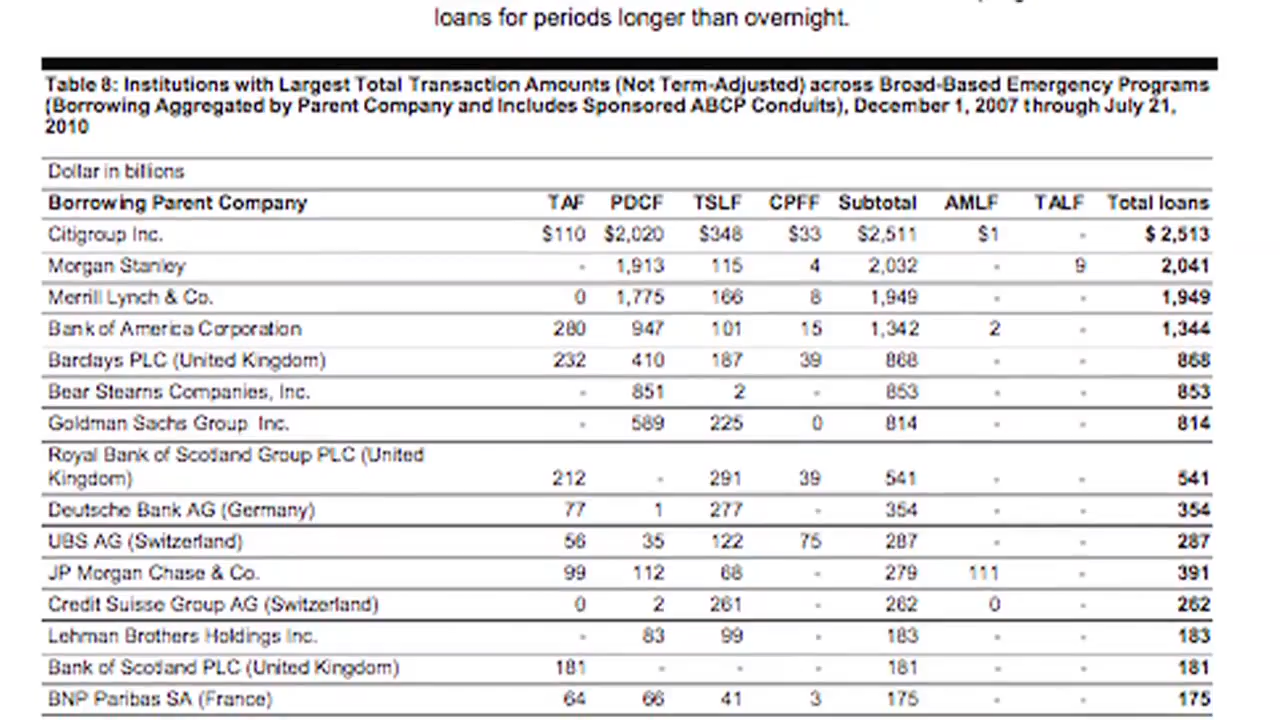 loans for periods longer than overnight.
Table 8: Institutions with Largest Total Transaction Amounts (Not Term-Adjusted) across Broad-Based Emergency Programs
(Borrowing Aggregated by Parent Company and Includes Sponsored ABCP Conduits), December 1, 2007 through July 21,
2010
Dollar in billions
Borrowing Parent Company TAF PDCF TSLF CPFF Subtotal AMLF TALF Total loans
Citigroup Inc. $110 $2,020 $348 $33 $2,511 $1 - $ 2,513
Morgan Stanley - 1,913 115 4 2,032 - 9 2,041
Merrill Lynch & Co. 0 1,775 166 8 1,949 - - 1,949
Bank of America Corporation 280 947 101 15 1,342 2 - 1,344
Barclays PLC (United Kingdom) 232 410 187 39 868 - - 868
Bear Stearns Companies, Inc. - 851 2 - 853 - - 853
Goldman Sachs Group Inc. - 589 225 0 814 - - 814
Royal Bank of Scotland Group PLC (United
Kingdom) 212 - 291 39 541 - - 541
Deutsche Bank AG (Germany) 77 1 277 - 354 - - 354
UBS AG (Switzerland) 56 35 122 75 287 - - 287
JP Morgan Chase & Co. 99 112 68 - 279 111 - 391
Credit Suisse Group AG (Switzerland) 0 2 261 - 262 0 - 262
Lehman Brothers Holdings Inc. - 83 99 - 183 - - 183
Bank of Scotland PLC (United Kingdom) 181 - - - 181 - - 181
BNP Paribas SA (France) 64 66 41 3 175 - - 175